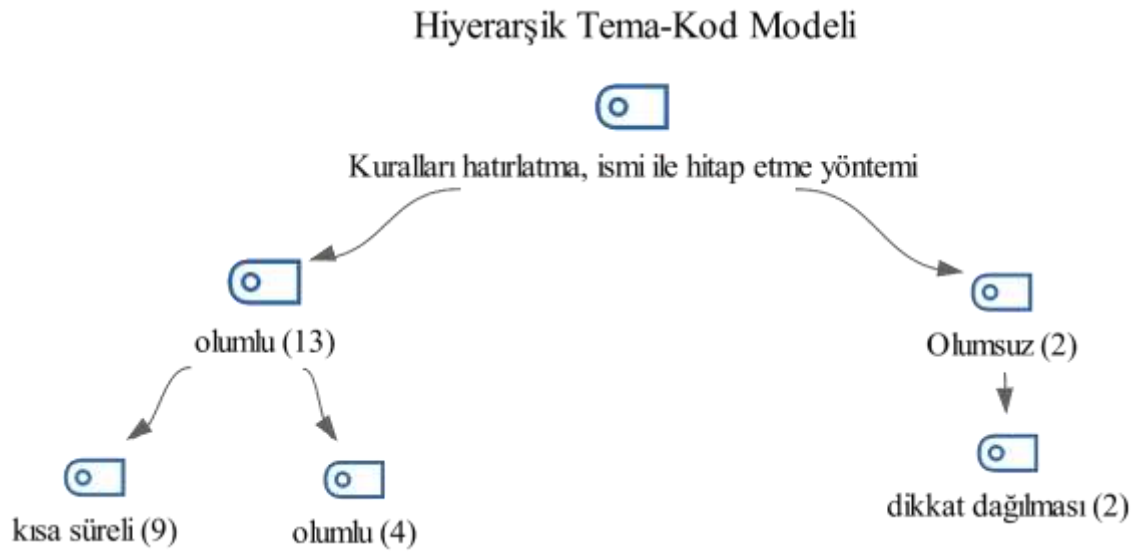 Hiyerarşik Tema-Kod Modeli
Kuralları hatırlatma, ismi ile hitap etme yöntemi
olumlu (13)
Olumsuz (2)
kısa süreli (9)
olumlu (4)
dikkat dağılması (2)